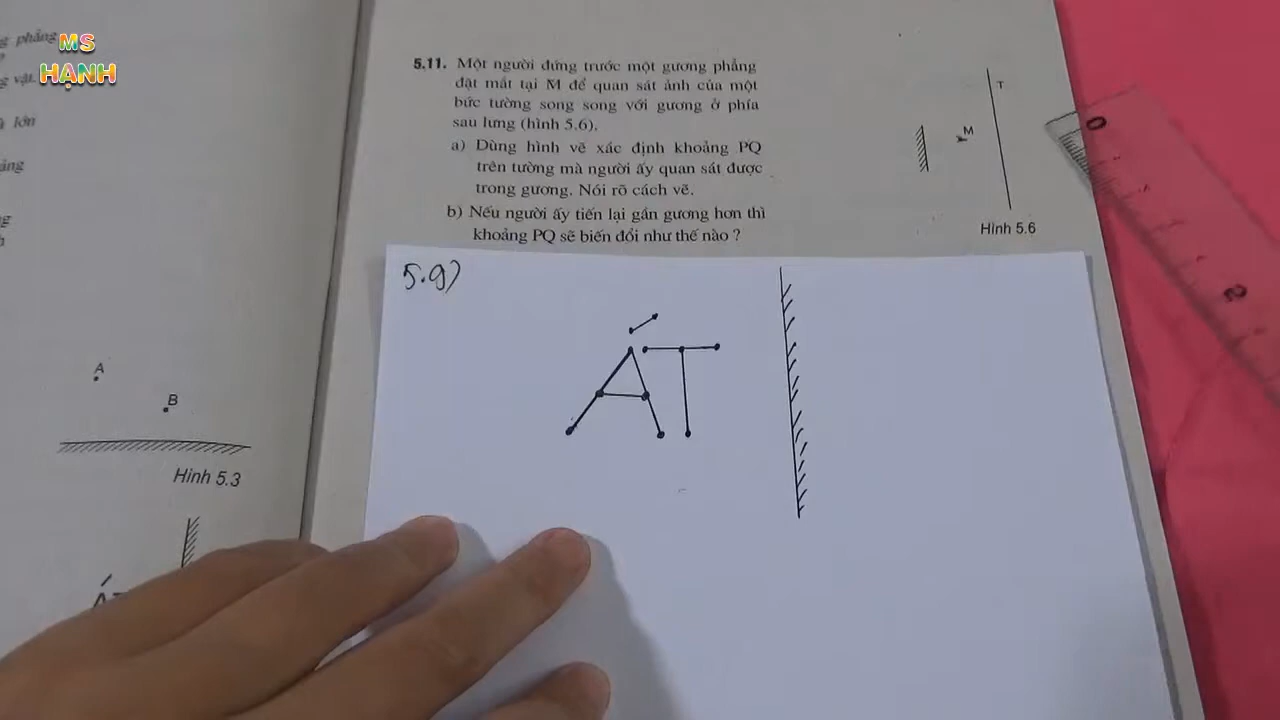 MS
HẠNH
phẳng
vật.
lớn
A
B
Hình 5.3
ÁT
5.11. Một người đứng trước một gương phẳng
đặt mắt tại M để quan sát ảnh của một
bức tường song song với gương ở phía
sau lưng (hình 5.6).
a) Dùng hình vẽ xác định khoảng PQ
trên tường mà người ấy quan sát được
trong gương. Nói rõ cách vẽ.
b) Nếu người ấy tiến lại gần gương hơn thì
khoảng PQ sẽ biến đổi như thế nào ?
T
M
Hình 5.6
5.9)
ÁT
0
2